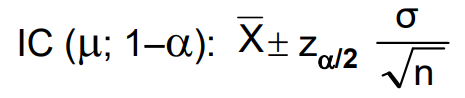 IC (μ; 1–α): X̅ ± z_{α/2} σ/√n